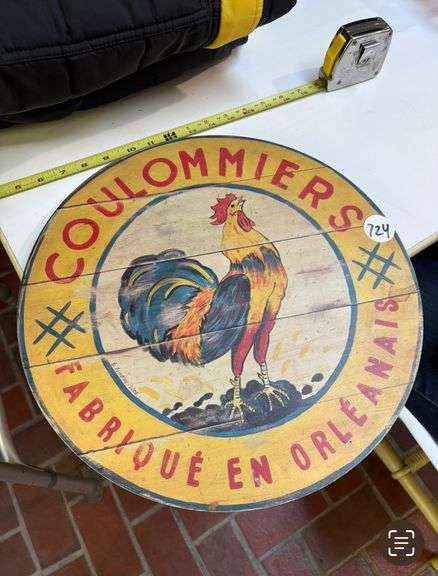 COULOMMIERS
724
# #
FABRIQUÉ EN ORLÉANAIS